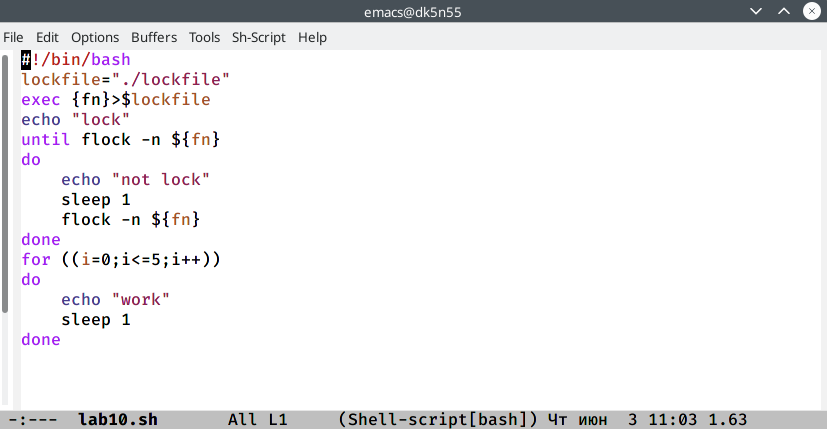 emacs@dk5n55
File Edit Options Buffers Tools Sh-Script Help
#!/bin/bash
lockfile="./lockfile"
exec {fn}>$lockfile
echo "lock"
until flock -n ${fn}
do
    echo "not lock"
    sleep 1
    flock -n ${fn}
done
for ((i=0;i<=5;i++))
do
    echo "work"
    sleep 1
done
-:---  lab10.sh       All L1     (Shell-script[bash]) Чт июн  3 11:03 1.63